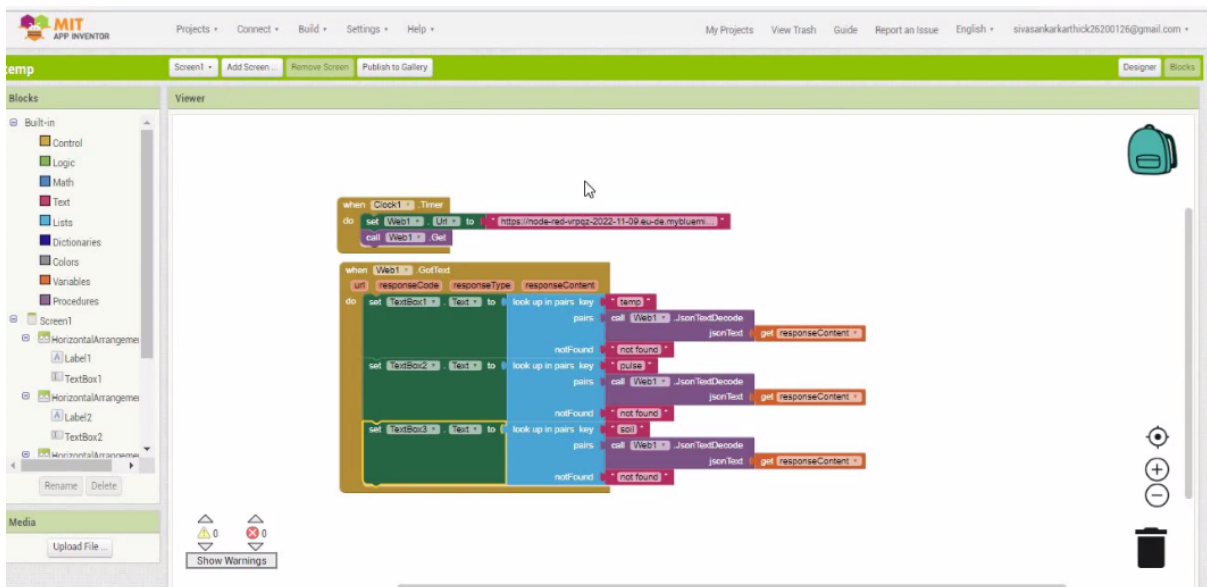 MIT
APP INVENTOR
Projects Connect Build Settings Help
My Projects View Trash Guide Report an Issue English sivasankarkarthick26200126@gmail.com
temp
Screen1 Add Screen ... Remove Screen Publish to Gallery
Designer Blocks
Blocks
Viewer
Built-in
Control
Logic
Math
Text
Lists
Dictionaries
Colors
Variables
Procedures
Screen1
HorizontalArrangemen
Label1
TextBox1
HorizontalArrangemen
Label2
TextBox2
HorizontalArrangeme
Rename Delete
Media
Upload File ...
when Clock1 .Timer
do set Web1 . Url to " https://node-red-vrpqz-2022-11-09.eu-de.mybluemi... "
call Web1 .Get
when Web1 .GotText
url responseCode responseType responseContent
do set TextBox1 . Text to look up in pairs key " temp "
pairs call Web1 .JsonTextDecode
jsonText get responseContent
notFound " not found "
set TextBox2 . Text to look up in pairs key " pulse "
pairs call Web1 .JsonTextDecode
jsonText get responseContent
notFound " not found "
set TextBox3 . Text to look up in pairs key " soil "
pairs call Web1 .JsonTextDecode
jsonText get responseContent
notFound " not found "
0 0
Show Warnings